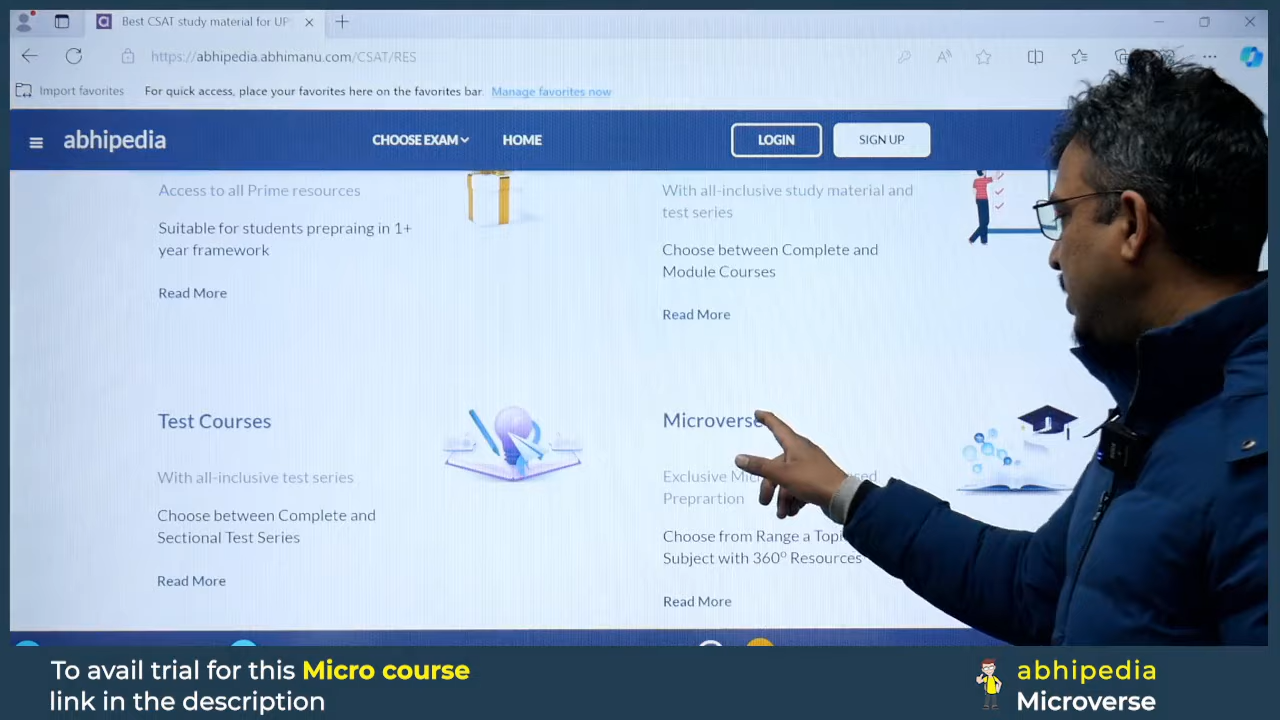 Best CSAT study material for UP
https://abhipedia.abhimanu.com/CSAT/RES
Import favorites
For quick access, place your favorites here on the favorites bar. Manage favorites now
abhipedia
CHOOSE EXAM
HOME
LOGIN
SIGN UP
Access to all Prime resources
Suitable for students prepraing in 1+
year framework
Read More
With all-inclusive study material and
test series
Choose between Complete and
Module Courses
Read More
Test Courses
With all-inclusive test series
Choose between Complete and
Sectional Test Series
Read More
Microverse
Exclusive
Preprartion
Choose from Range a
Subject with 360° Resources
Read More
To avail trial for this Micro course
link in the description
abhipedia
Microverse